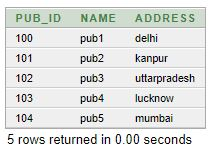 PUB_ID NAME ADDRESS
100 pub1 delhi
101 pub2 kanpur
102 pub3 uttarpradesh
103 pub4 lucknow
104 pub5 mumbai
5 rows returned in 0.00 seconds